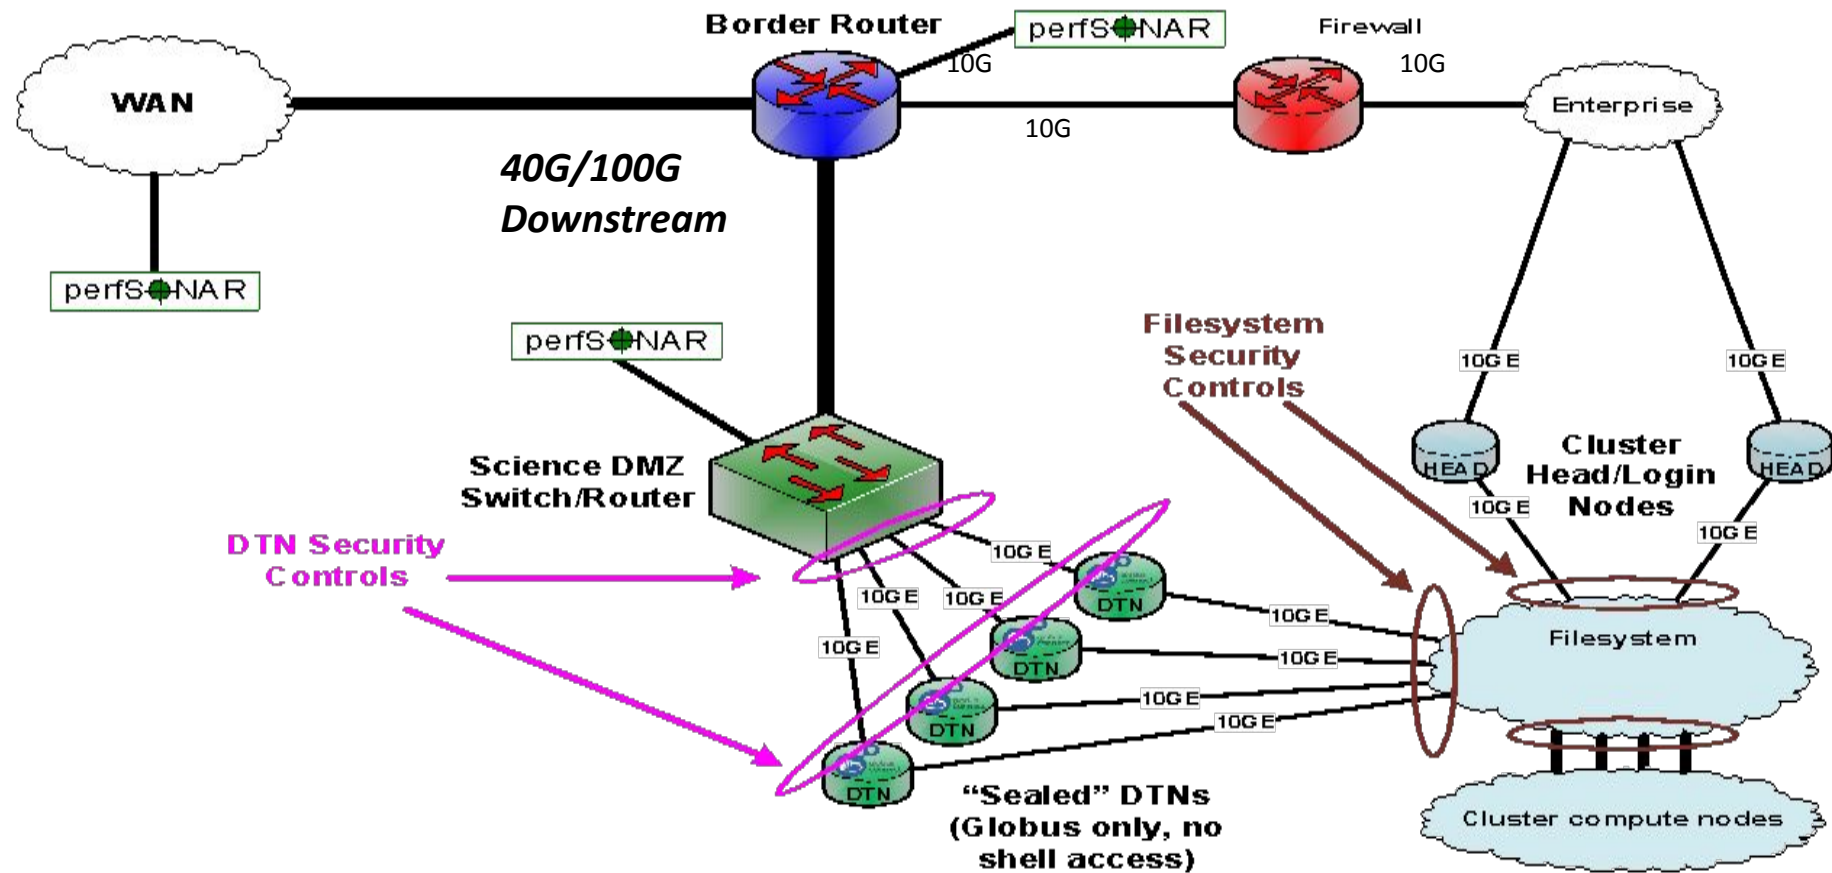 Border Router
perfSONAR
Firewall
10G
10G
WAN
Enterprise
10G
40G/100G
Downstream
perfSONAR
perfSONAR
Filesystem
Security
Controls
10GE
10GE
Science DMZ
Switch/Router
HEAD
Cluster
Head/Login
Nodes
HEAD
10GE
10GE
DTN Security
Controls
10GE
10GE
10GE
10GE
DTN
10GE
DTN
10GE
DTN
10GE
DTN
10GE
Filesystem
"Sealed" DTNs
(Globus only, no
shell access)
Cluster compute nodes